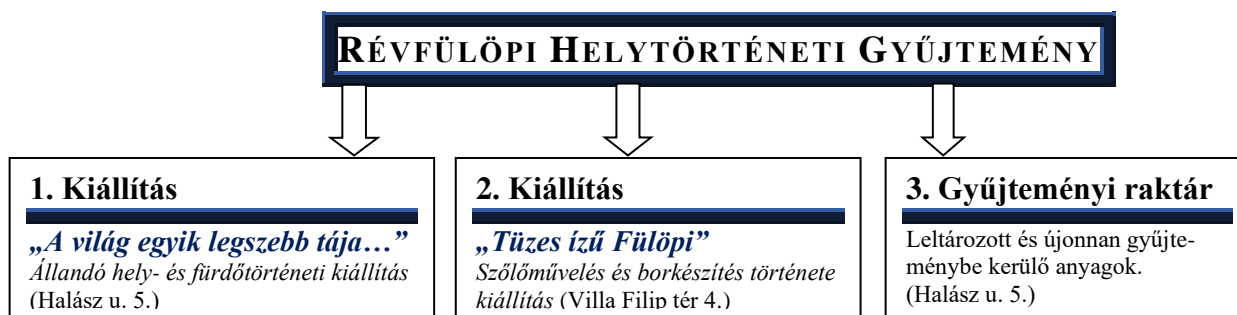 RÉVFÜLÖPI HELYTÖRTÉNETI GYŰJTEMÉNY
1. Kiállítás
„A világ egyik legszebb tája…”
Állandó hely- és fürdőtörténeti kiállítás
(Halász u. 5.)
2. Kiállítás
„Tüzes ízű Fülöpi”
Szőlőművelés és borkészítés története
kiállítás (Villa Filip tér 4.)
3. Gyűjteményi raktár
Leltározott és újonnan gyűjte-
ménybe kerülő anyagok.
(Halász u. 5.)